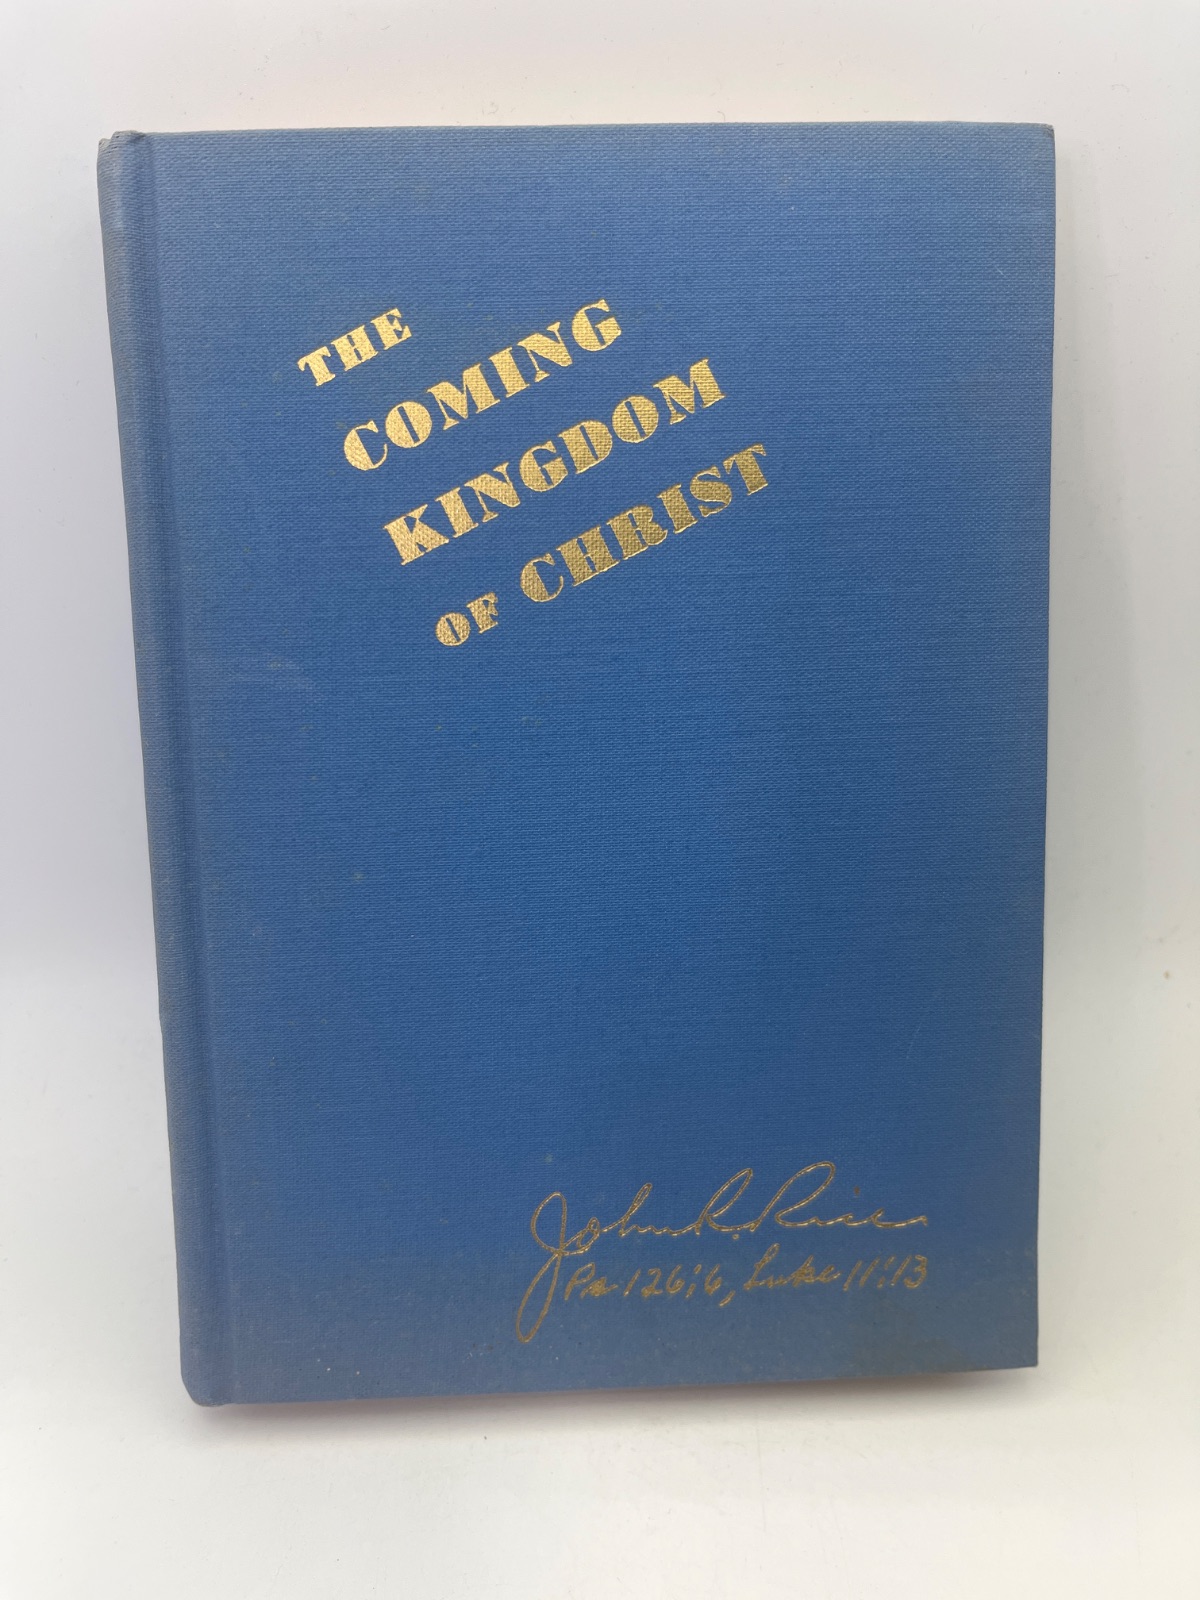 THE
COMING
KINGDOM
OF CHRIST
John R. Rice
Ps 126:6, Luke 11:13